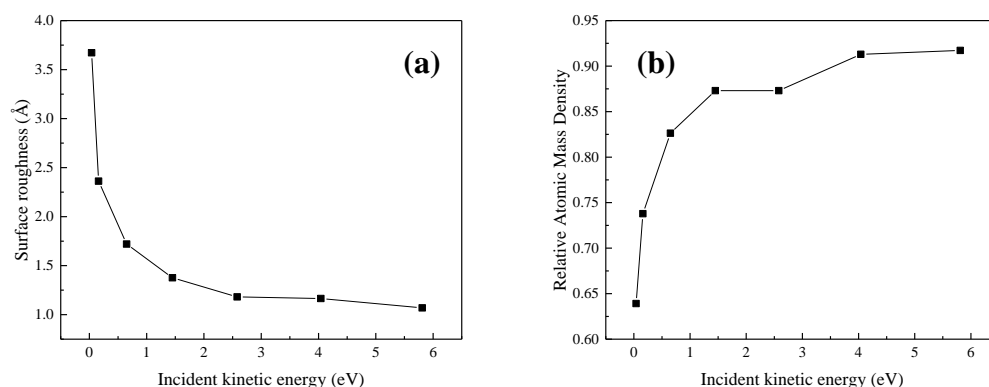 4.0
3.5
3.0
2.5
2.0
1.5
1.0
Surface roughness (Å)
(a)
0 1 2 3 4 5 6
Incident kinetic energy (eV)
0.95
0.90
0.85
0.80
0.75
0.70
0.65
0.60
Relative Atomic Mass Density
(b)
0 1 2 3 4 5 6
Incident kinetic energy (eV)